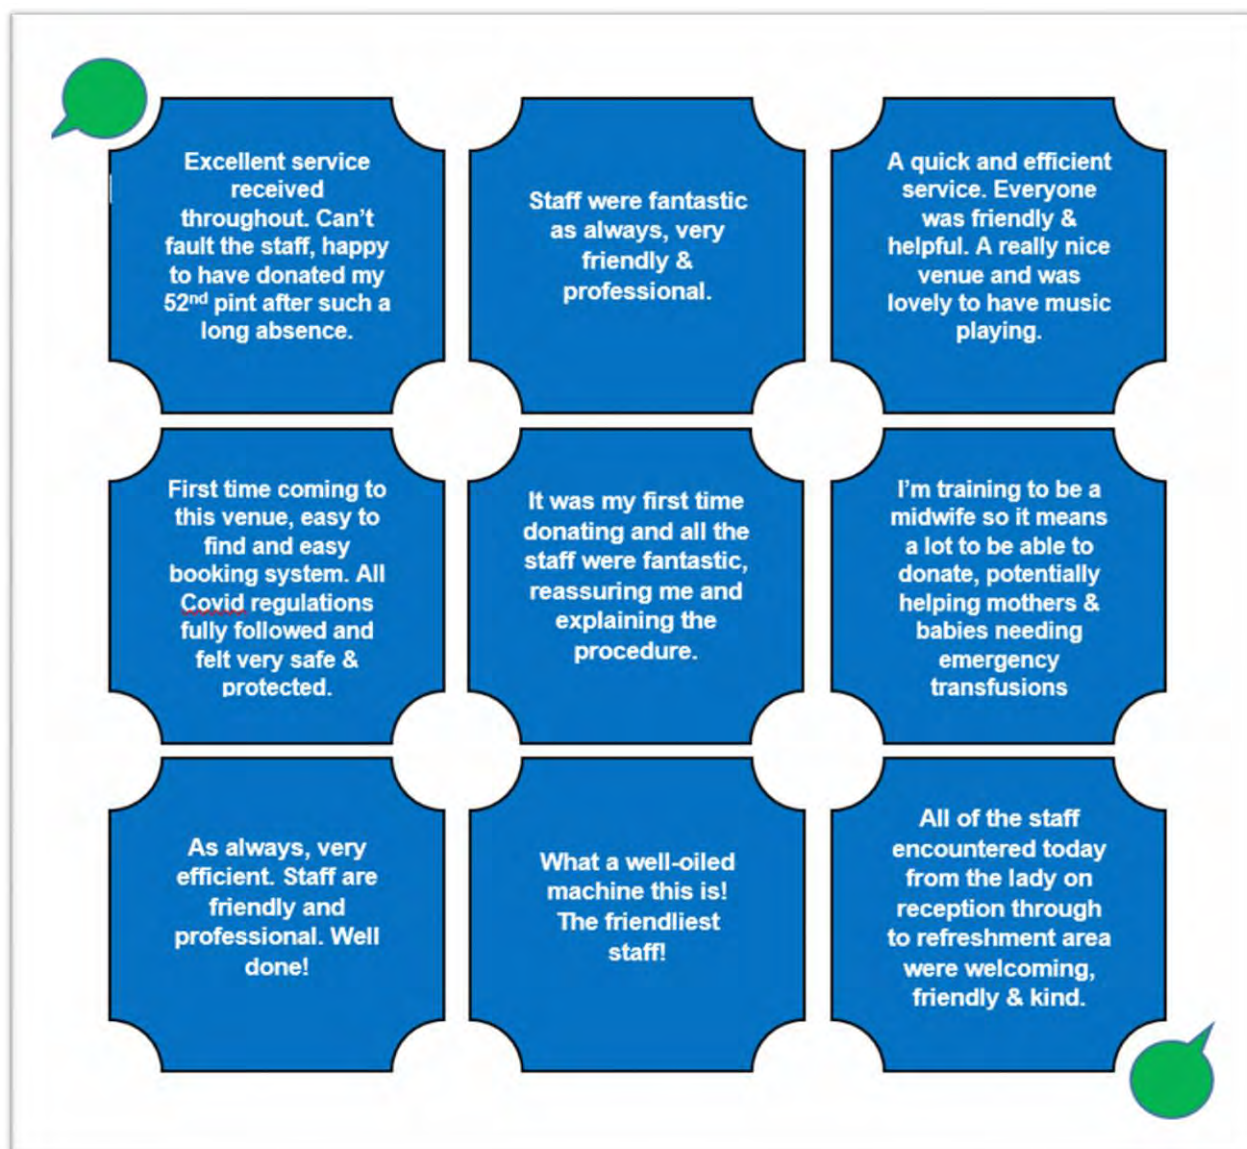 Excellent service
received
throughout. Can't
fault the staff, happy
to have donated my
52nd pint after such a
long absence.
Staff were fantastic
as always, very
friendly &
professional.
A quick and efficient
service. Everyone
was friendly &
helpful. A really nice
venue and was
lovely to have music
playing.
First time coming to
this venue, easy to
find and easy
booking system. All
Covid regulations
fully followed and
felt very safe &
protected.
It was my first time
donating and all the
staff were fantastic,
reassuring me and
explaining the
procedure.
I'm training to be a
midwife so it means
a lot to be able to
donate, potentially
helping mothers &
babies needing
emergency
transfusions
As always, very
efficient. Staff are
friendly and
professional. Well
done!
What a well-oiled
machine this is!
The friendliest
staff!
All of the staff
encountered today
from the lady on
reception through
to refreshment area
were welcoming,
friendly & kind.